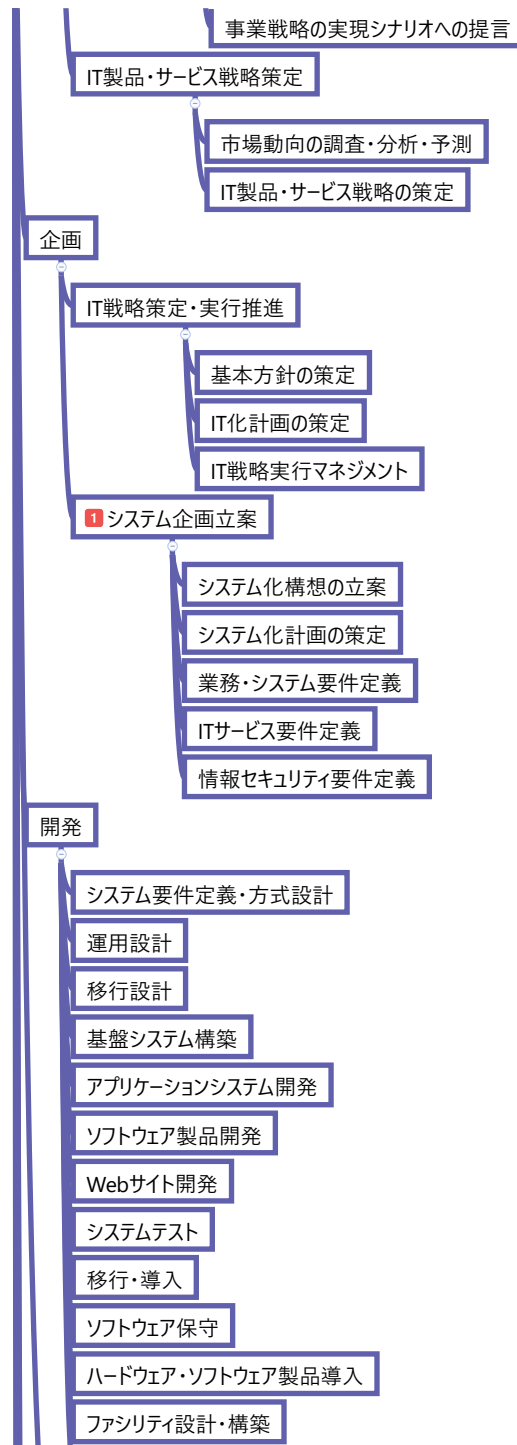 事業戦略の実現シナリオへの提言
IT製品・サービス戦略策定
市場動向の調査・分析・予測
IT製品・サービス戦略の策定
企画
IT戦略策定・実行推進
基本方針の策定
IT化計画の策定
IT戦略実行マネジメント
1 システム企画立案
システム化構想の立案
システム化計画の策定
業務・システム要件定義
ITサービス要件定義
情報セキュリティ要件定義
開発
システム要件定義・方式設計
運用設計
移行設計
基盤システム構築
アプリケーションシステム開発
ソフトウェア製品開発
Webサイト開発
システムテスト
移行・導入
ソフトウェア保守
ハードウェア・ソフトウェア製品導入
ファシリティ設計・構築